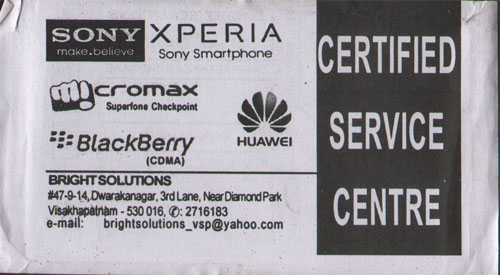 SONY XPERIA
make.believe Sony Smartphone
cromax
Superfone Checkpoint
BlackBerry
(CDMA)
HUAWEI
BRIGHT SOLUTIONS
#47-9-14, Dwarakanagar, 3rd Lane, Near Diamond Park
Visakhapatnam - 530 016, ✆: 2716183
e-mail: brightsolutions_vsp@yahoo.com
CERTIFIED
SERVICE
CENTRE